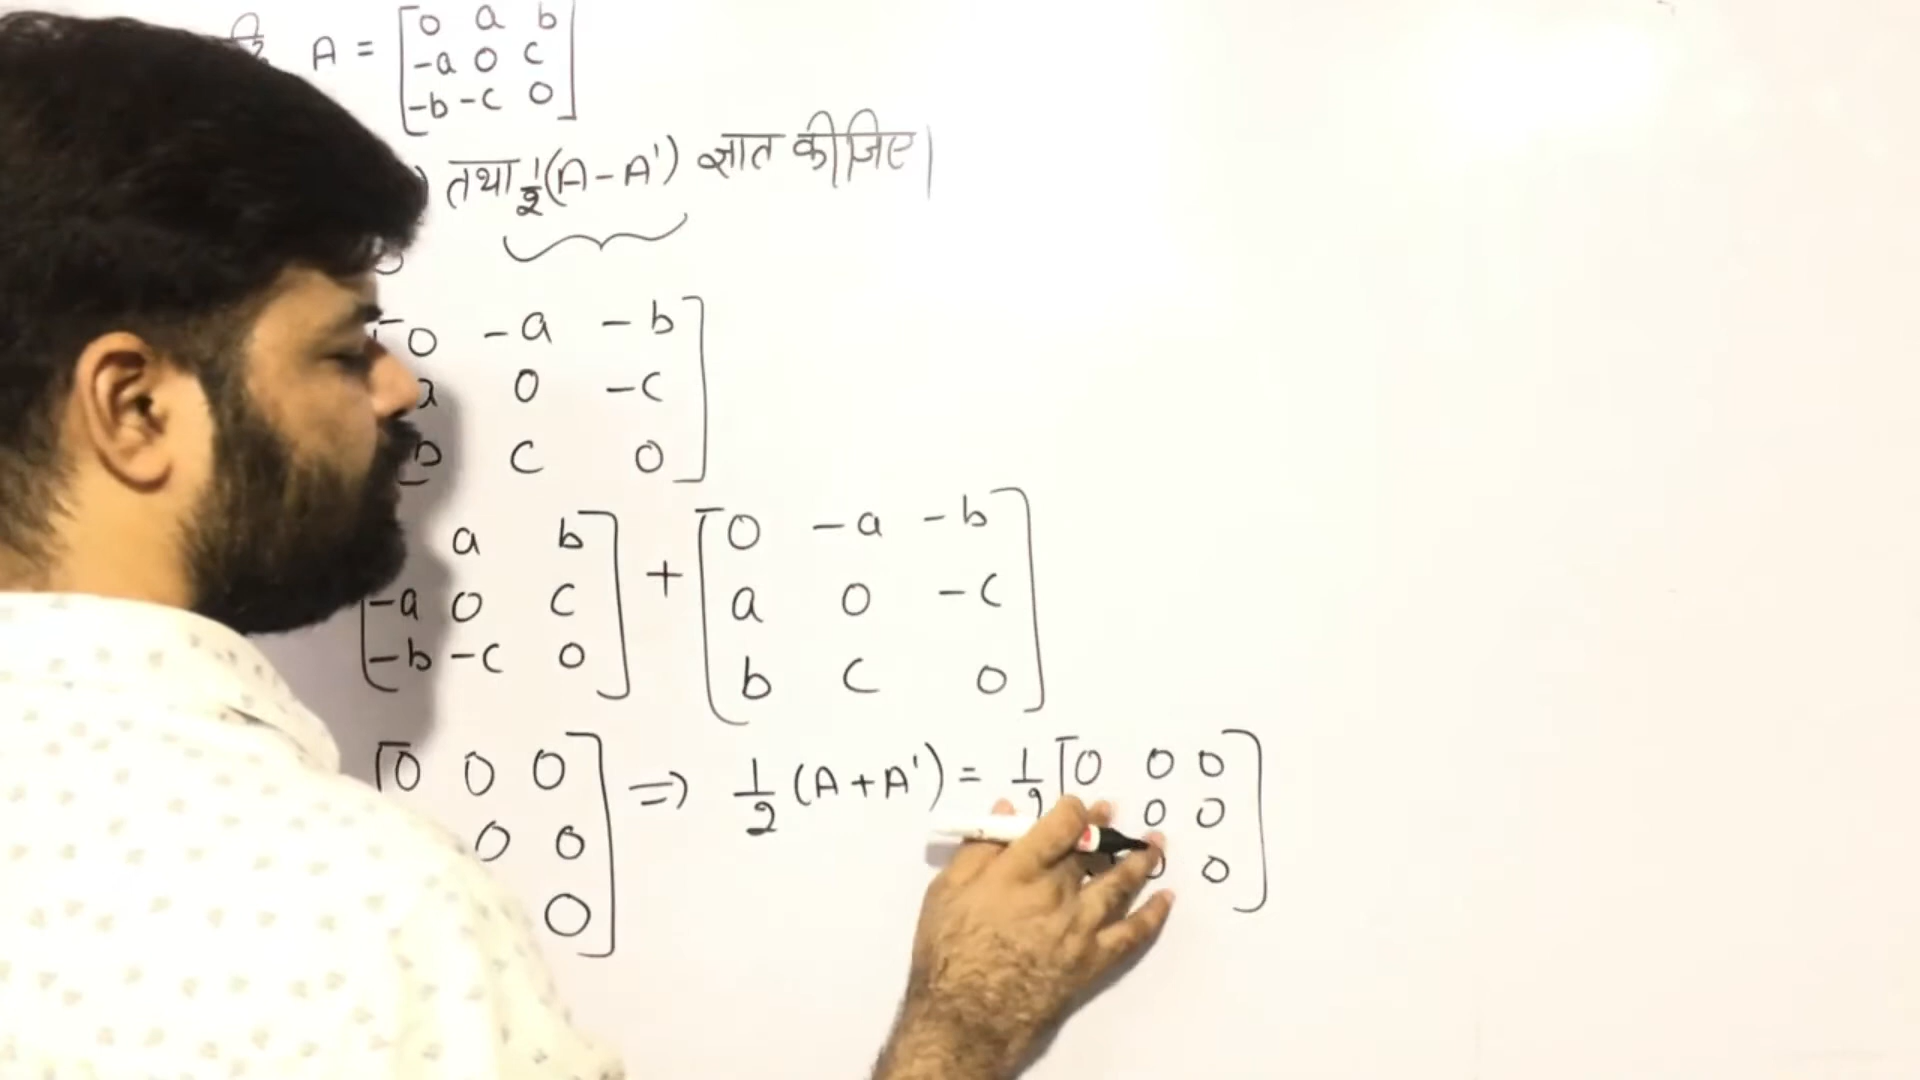 A = [0 a b
-a 0 c
-b -c 0]
) तथा 1/2 (A - A') ज्ञात कीजिए।
0 - a - b]
a 0 - c
b c 0
a b] + [0 - a - b]
-a 0 c a 0 - c
-b -c 0 b c 0
[0 0 0] => 1/2 (A + A') = 1/2 [0 0 0]
0 0 0 0
0 0